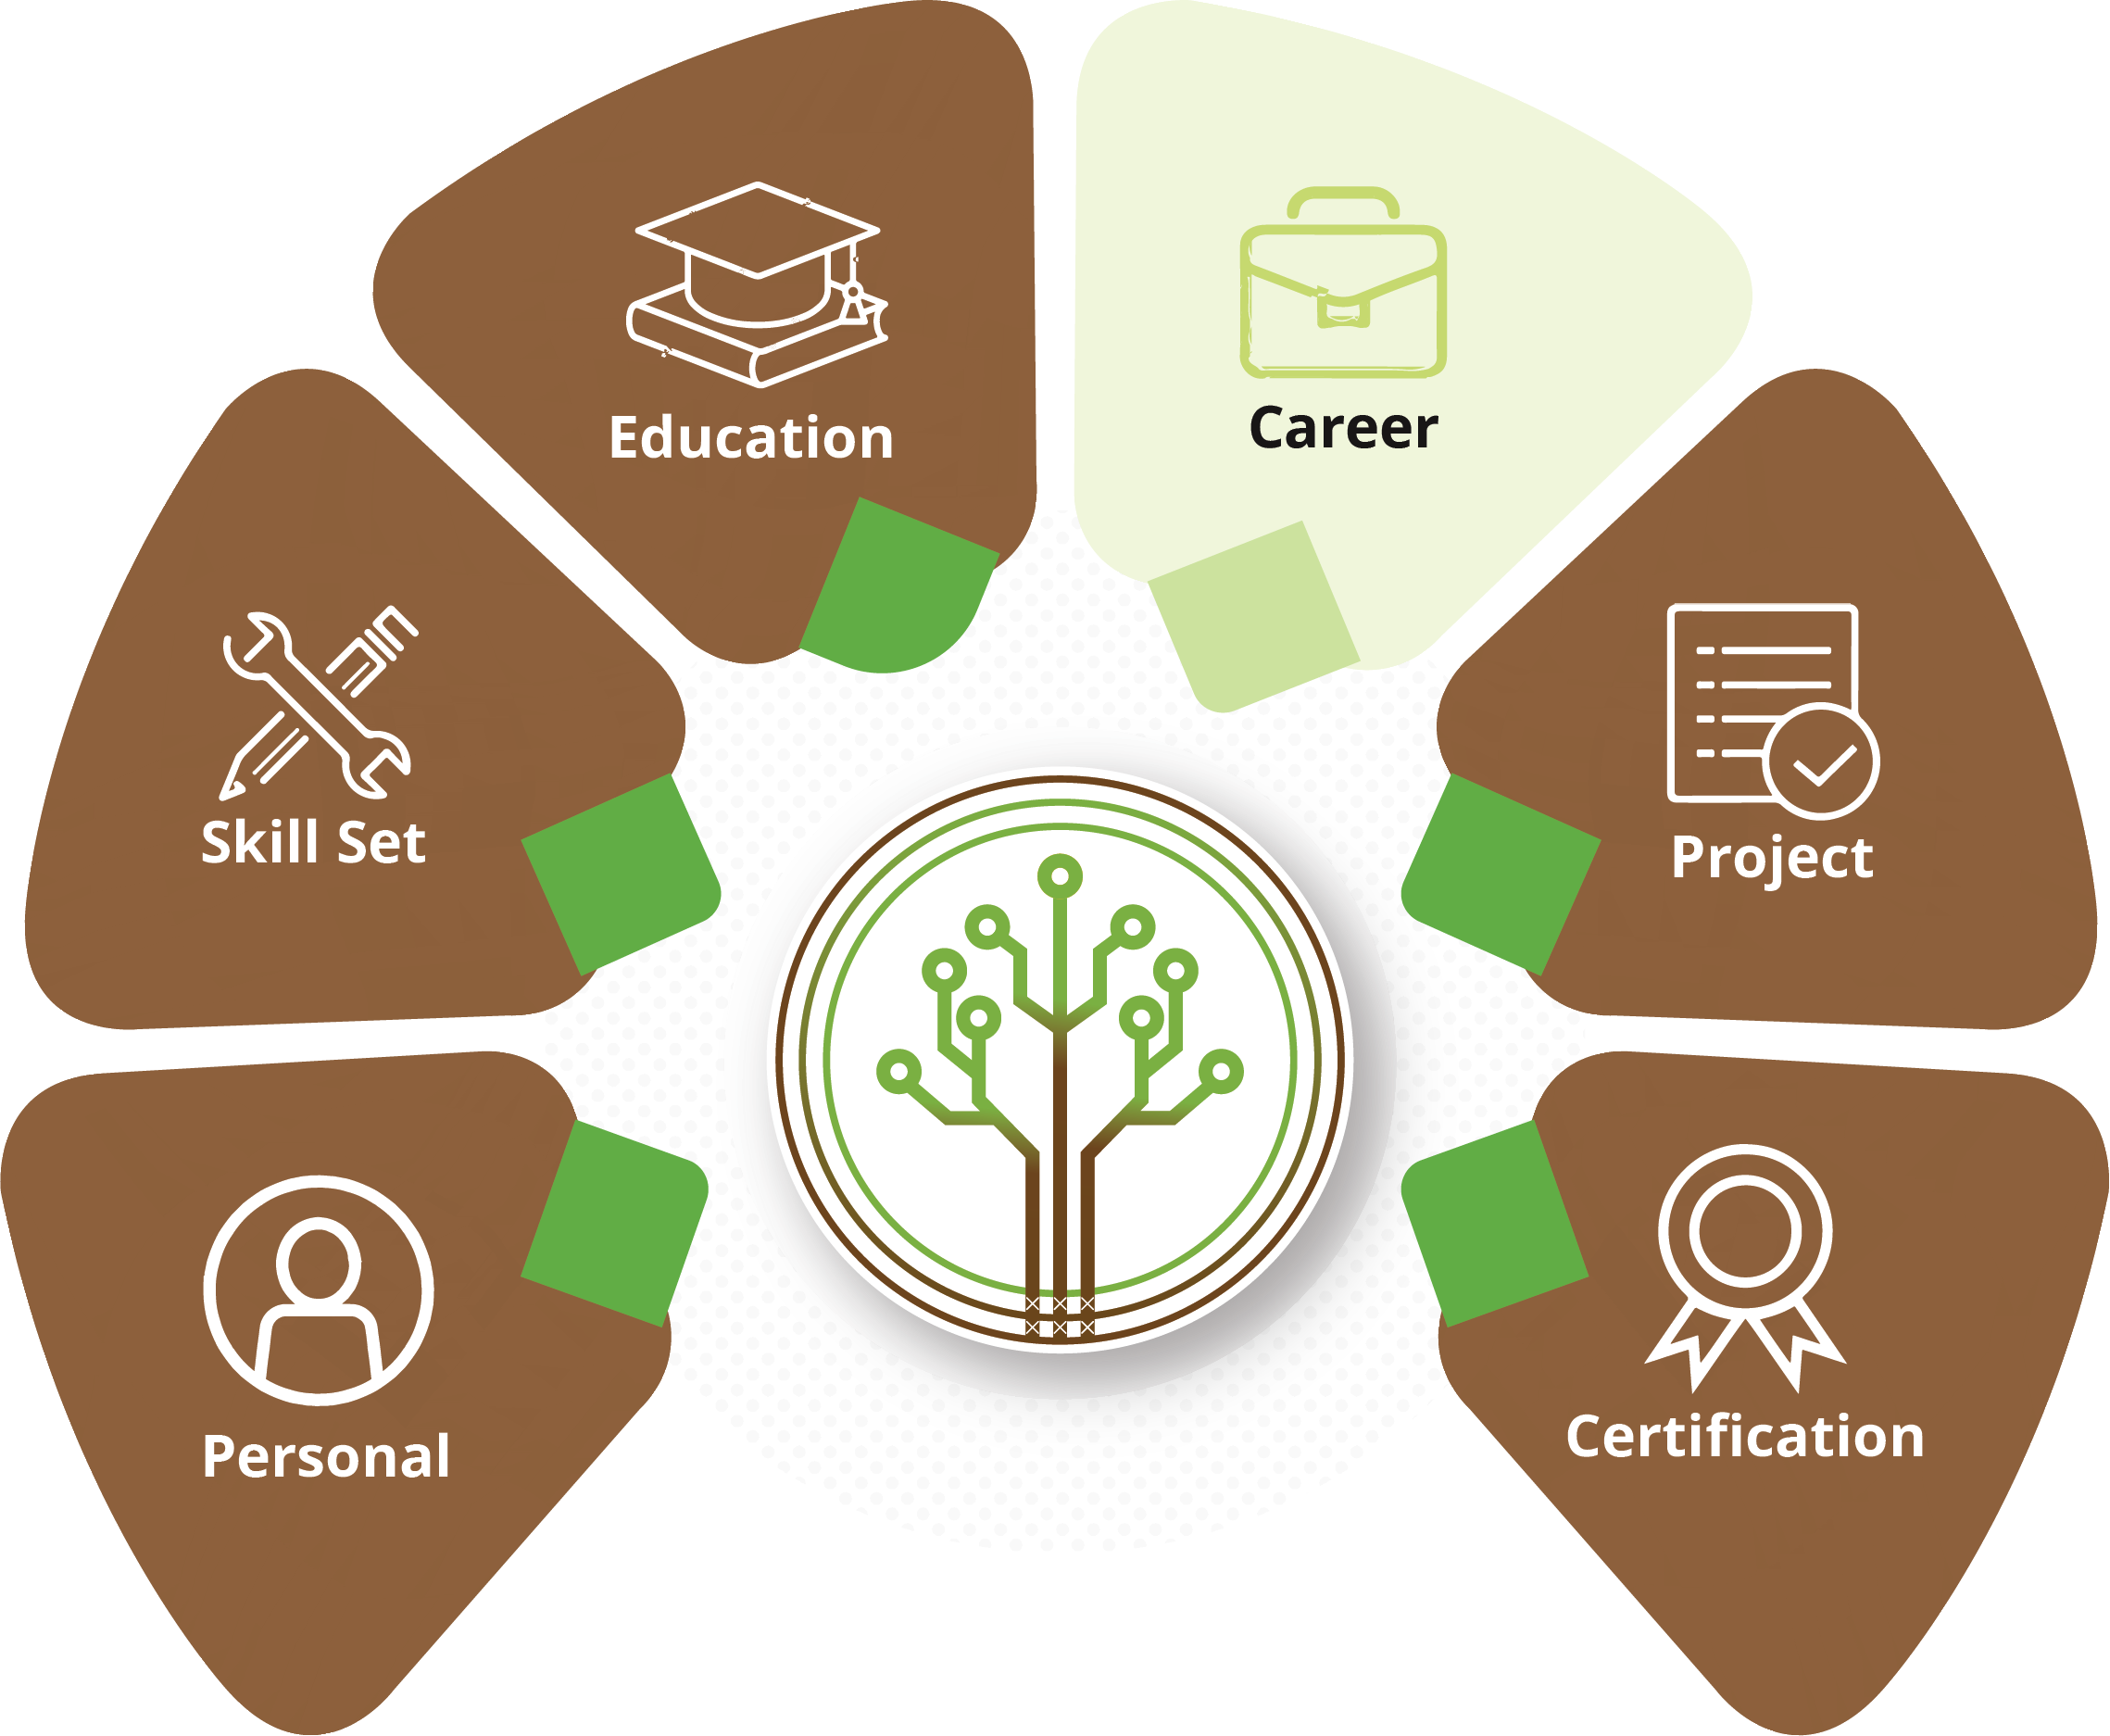 Education
Career
Skill Set
Project
Personal
Certification